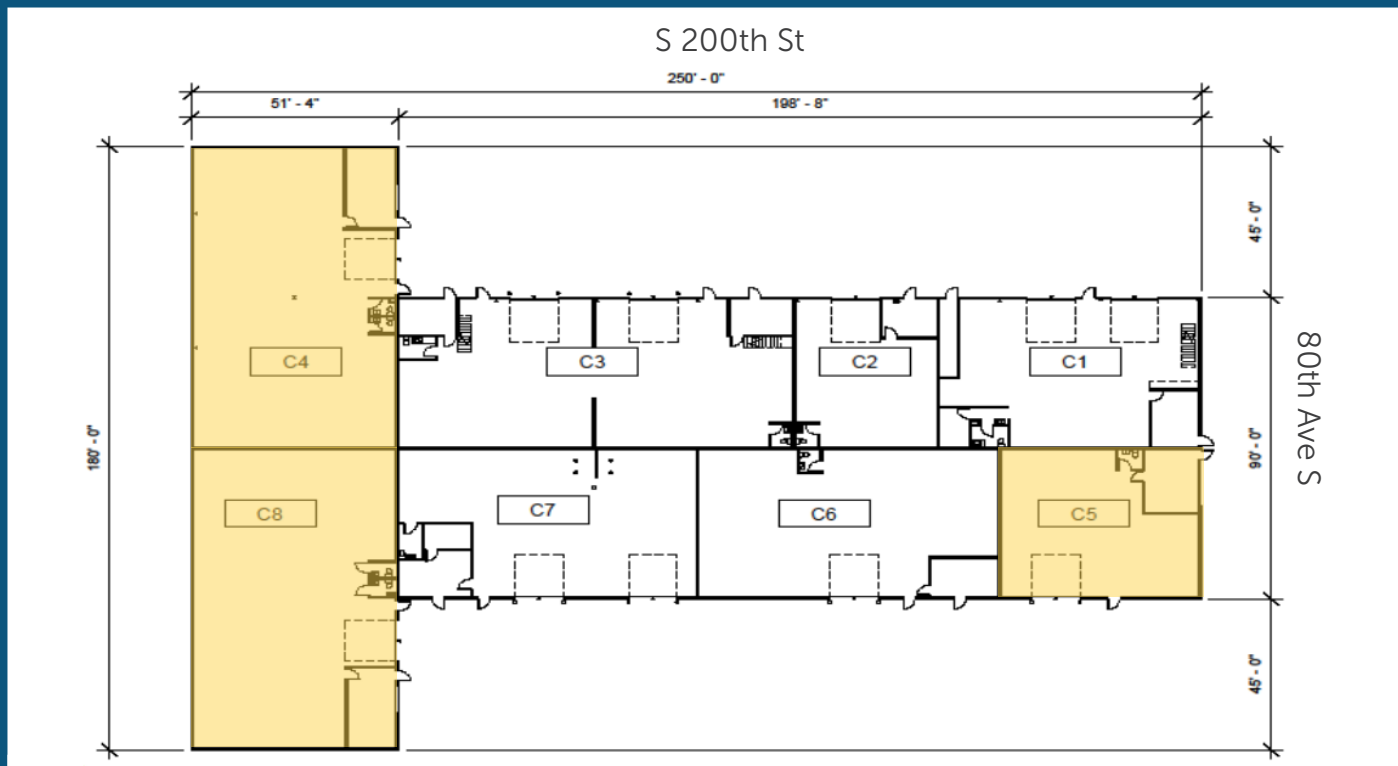 S 200th St
250' - 0"
51' - 4"
198' - 8"
45' - 0"
180' - 0"
C4
C3
C2
C1
80th Ave S
90' - 0"
C8
C7
C6
C5
45' - 0"